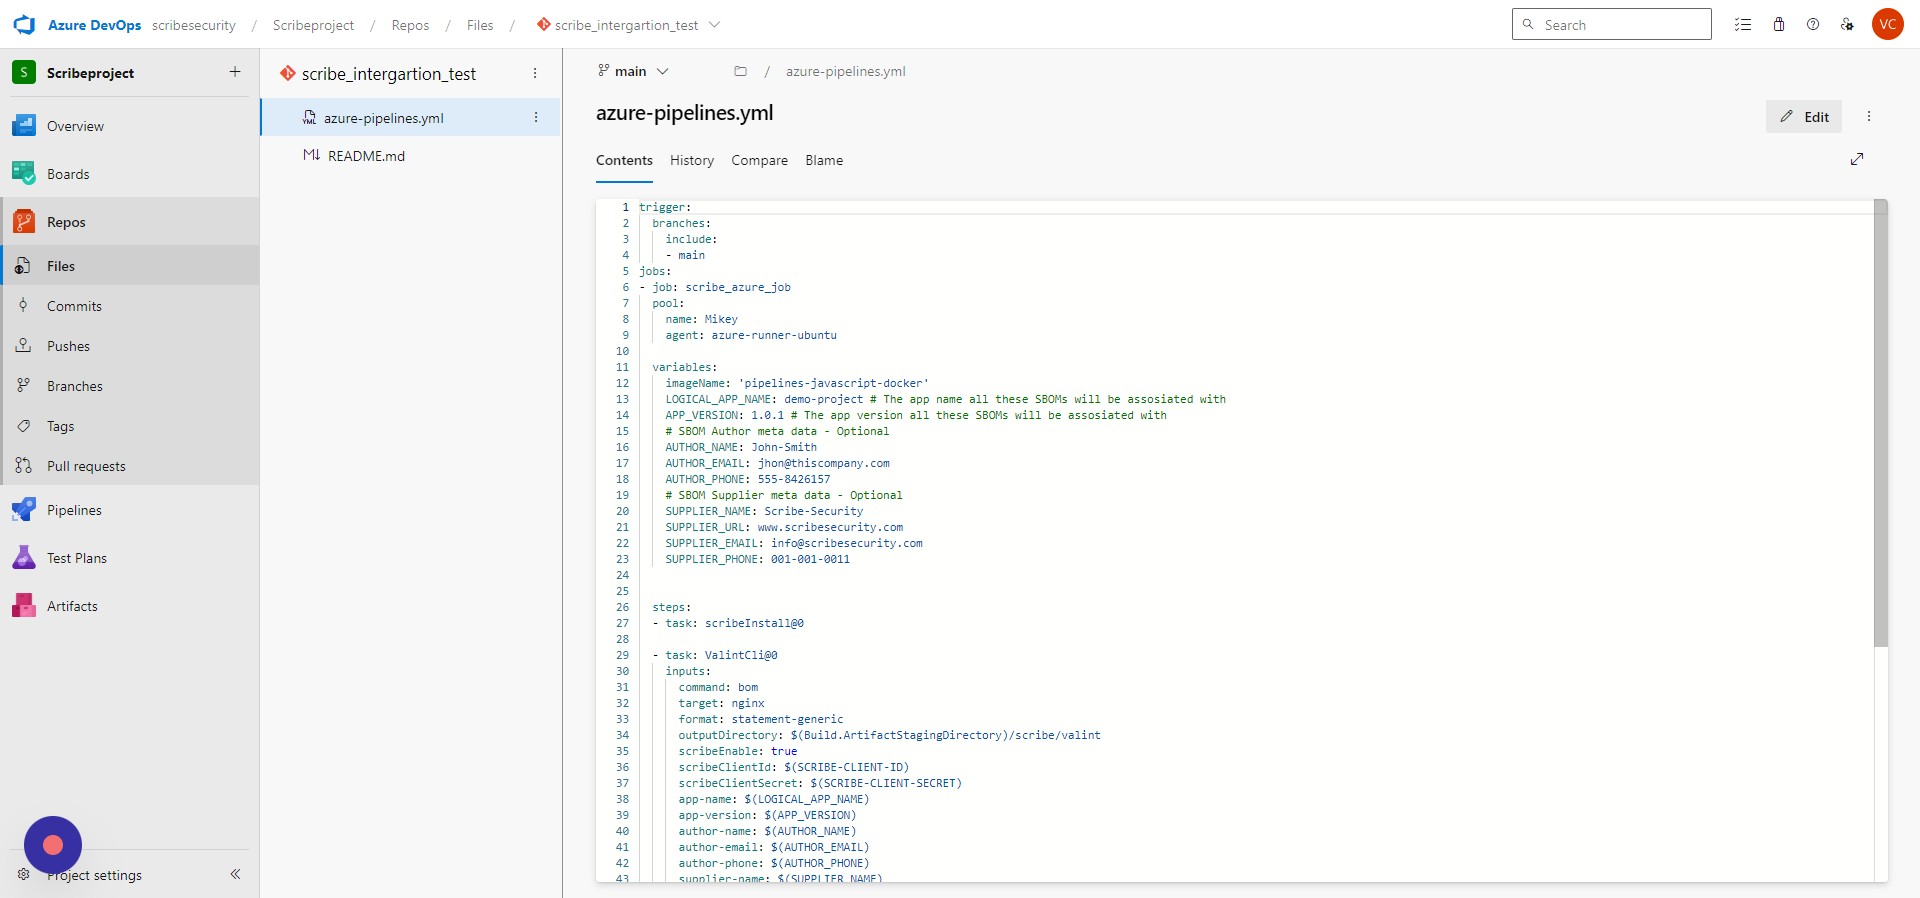 Azure DevOps scribesecurity / Scribeproject / Repos / Files / scribe_intergartion_test
Search
VC
S Scribeproject +
Overview
Boards
Repos
Files
Commits
Pushes
Branches
Tags
Pull requests
Pipelines
Test Plans
Artifacts
Project settings
scribe_intergartion_test
YML azure-pipelines.yml
M↓ README.md
main / azure-pipelines.yml
azure-pipelines.yml
Edit
Contents History Compare Blame
1 trigger:
2 branches:
3 include:
4 - main
5 jobs:
6 - job: scribe_azure_job
7 pool:
8 name: Mikey
9 agent: azure-runner-ubuntu
10
11 variables:
12 imageName: 'pipelines-javascript-docker'
13 LOGICAL_APP_NAME: demo-project # The app name all these SBOMs will be assosiated with
14 APP_VERSION: 1.0.1 # The app version all these SBOMs will be assosiated with
15 # SBOM Author meta data - Optional
16 AUTHOR_NAME: John-Smith
17 AUTHOR_EMAIL: jhon@thiscompany.com
18 AUTHOR_PHONE: 555-8426157
19 # SBOM Supplier meta data - Optional
20 SUPPLIER_NAME: Scribe-Security
21 SUPPLIER_URL: www.scribesecurity.com
22 SUPPLIER_EMAIL: info@scribesecurity.com
23 SUPPLIER_PHONE: 001-001-0011
24
25
26 steps:
27 - task: scribeInstall@0
28
29 - task: ValintCli@0
30 inputs:
31 command: bom
32 target: nginx
33 format: statement-generic
34 outputDirectory: $(Build.ArtifactStagingDirectory)/scribe/valint
35 scribeEnable: true
36 scribeClientId: $(SCRIBE-CLIENT-ID)
37 scribeClientSecret: $(SCRIBE-CLIENT-SECRET)
38 app-name: $(LOGICAL_APP_NAME)
39 app-version: $(APP_VERSION)
40 author-name: $(AUTHOR_NAME)
41 author-email: $(AUTHOR_EMAIL)
42 author-phone: $(AUTHOR_PHONE)
43 supplier-name: $(SUPPLIER_NAME)